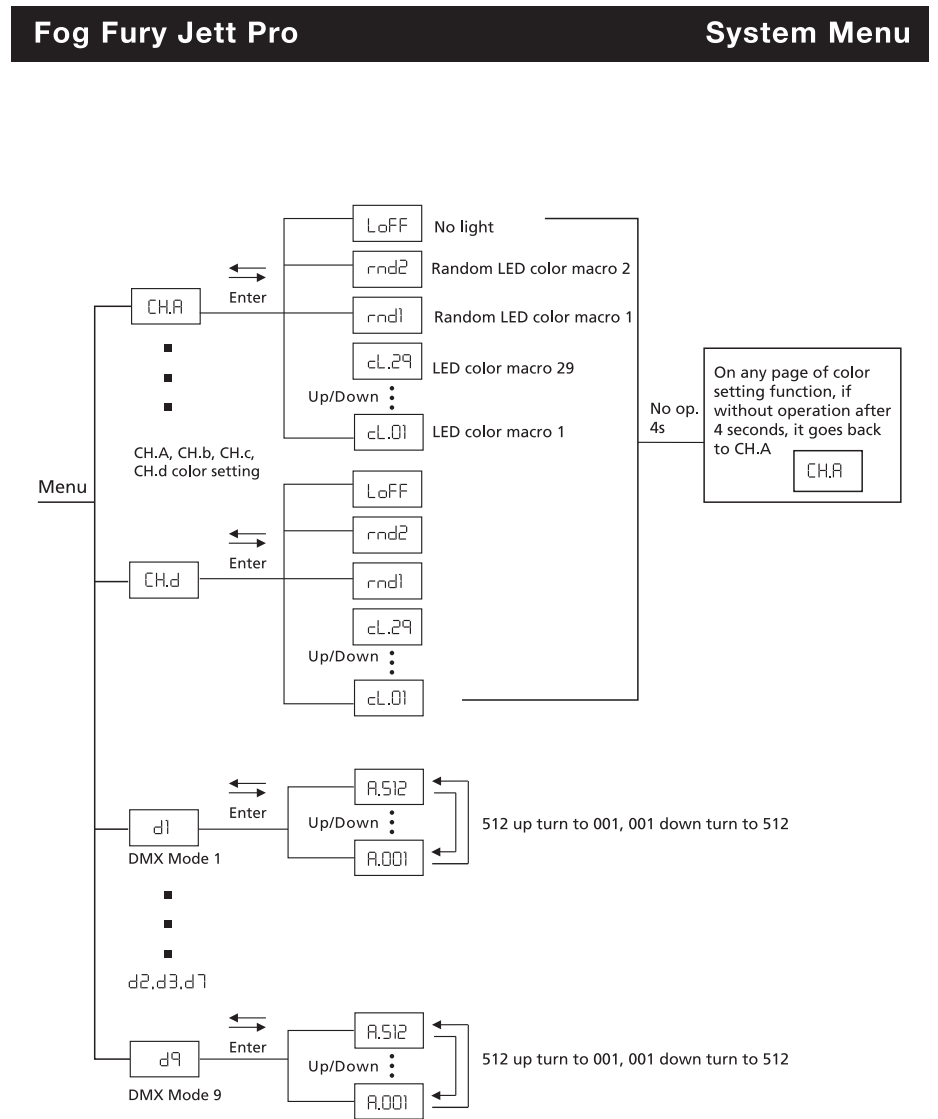 Fog Fury Jett Pro
System Menu
LoFF
No light
rnd2
Random LED color macro 2
Enter
CH.A
rnd1
Random LED color macro 1
cL.29
LED color macro 29
Up/Down
cL.01
LED color macro 1
No op.
4s
On any page of color
setting function, if
without operation after
4 seconds, it goes back
to CH.A
CH.A
CH.A, CH.b, CH.c,
CH.d color setting
Menu
LoFF
rnd2
Enter
CH.d
rnd1
cL.29
Up/Down
cL.01
A.512
Enter
d1
Up/Down
512 up turn to 001, 001 down turn to 512
A.001
DMX Mode 1
d2,d3,d7
A.512
Enter
d9
Up/Down
512 up turn to 001, 001 down turn to 512
DMX Mode 9
A.001